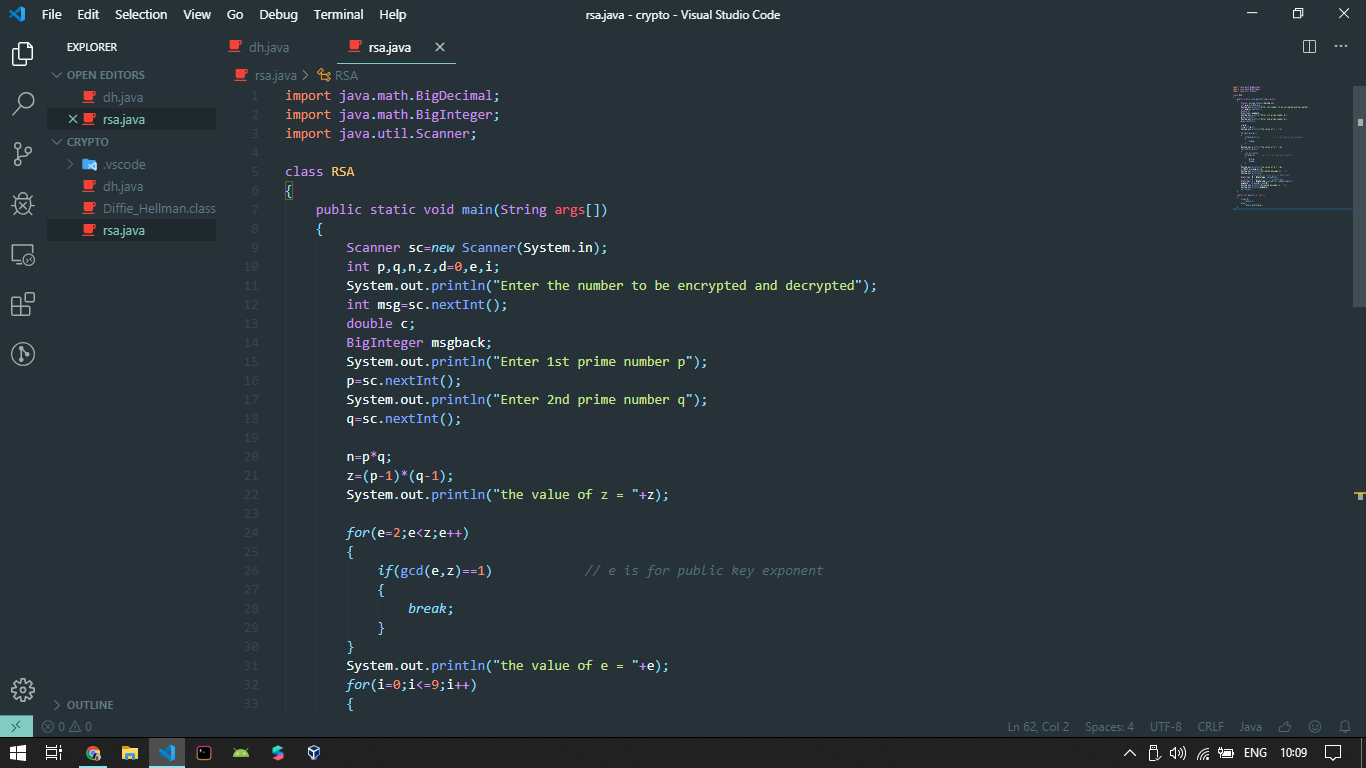 File Edit Selection View Go Debug Terminal Help
rsa.java - crypto - Visual Studio Code
EXPLORER
OPEN EDITORS
dh.java
rsa.java
CRYPTO
.vscode
dh.java
Diffie_Hellman.class
rsa.java
OUTLINE
dh.java rsa.java
rsa.java > RSA
1 import java.math.BigDecimal;
2 import java.math.BigInteger;
3 import java.util.Scanner;
4
5 class RSA
6 {
7 public static void main(String args[])
8 {
9 Scanner sc=new Scanner(System.in);
10 int p,q,n,z,d=0,e,i;
11 System.out.println("Enter the number to be encrypted and decrypted");
12 int msg=sc.nextInt();
13 double c;
14 BigInteger msgback;
15 System.out.println("Enter 1st prime number p");
16 p=sc.nextInt();
17 System.out.println("Enter 2nd prime number q");
18 q=sc.nextInt();
19
20 n=p*q;
21 z=(p-1)*(q-1);
22 System.out.println("the value of z = "+z);
23
24 for(e=2;e<z;e++)
25 {
26 if(gcd(e,z)==1) // e is for public key exponent
27 {
28 break;
29 }
30 }
31 System.out.println("the value of e = "+e);
32 for(i=0;i<=9;i++)
33 {
0 0 Ln 62, Col 2 Spaces: 4 UTF-8 CRLF Java
ENG 10:09